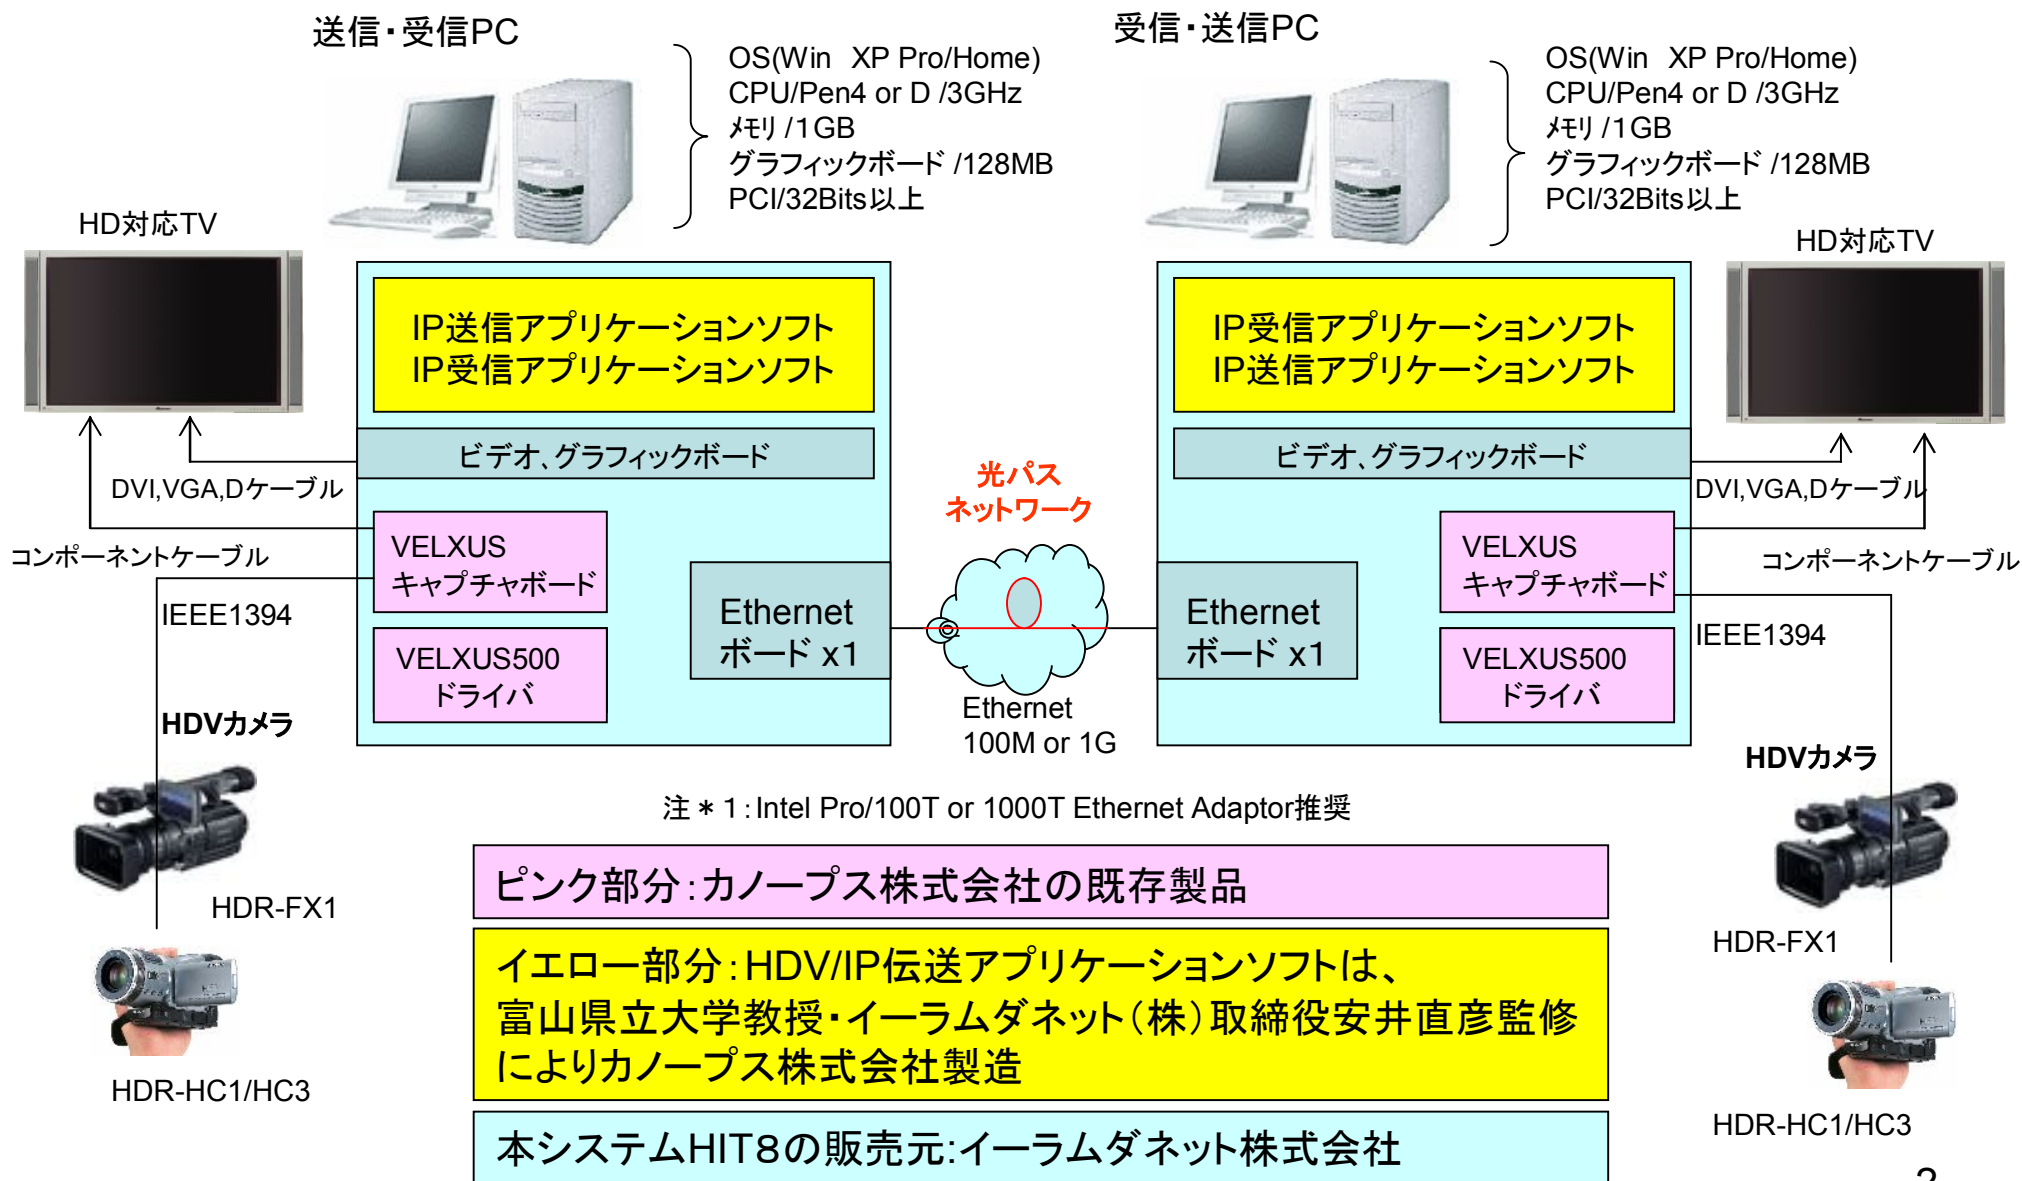 送信・受信PC
OS(Win XP Pro/Home)
CPU/Pen4 or D /3GHz
ﾒﾓﾘ /１GB
グラフィックボード /128MB
PCI/32Bits以上
受信・送信PC
OS(Win XP Pro/Home)
CPU/Pen4 or D /3GHz
ﾒﾓﾘ /１GB
グラフィックボード /128MB
PCI/32Bits以上
HD対応TV
HD対応TV
IP送信アプリケーションソフト
IP受信アプリケーションソフト
ビデオ、グラフィックボード
DVI,VGA,Dケーブル
コンポーネントケーブル
VELXUS
キャプチャボード
IEEE1394
VELXUS500
ドライバ
Ethernet
ボード x1
光パス
ネットワーク
Ethernet
100M or 1G
IP受信アプリケーションソフト
IP送信アプリケーションソフト
ビデオ、グラフィックボード
DVI,VGA,Dケーブル
コンポーネントケーブル
VELXUS
キャプチャボード
IEEE1394
VELXUS500
ドライバ
Ethernet
ボード x1
HDVカメラ
HDR-FX1
HDR-HC1/HC3
HDVカメラ
HDR-FX1
HDR-HC1/HC3
注＊１：Intel Pro/100T or 1000T Ethernet Adaptor推奨
ピンク部分：カノープス株式会社の既存製品
イエロー部分：HDV/IP伝送アプリケーションソフトは、
富山県立大学教授・イーラムダネット（株）取締役安井直彦監修
によりカノープス株式会社製造
本システムHIT８の販売元:イーラムダネット株式会社